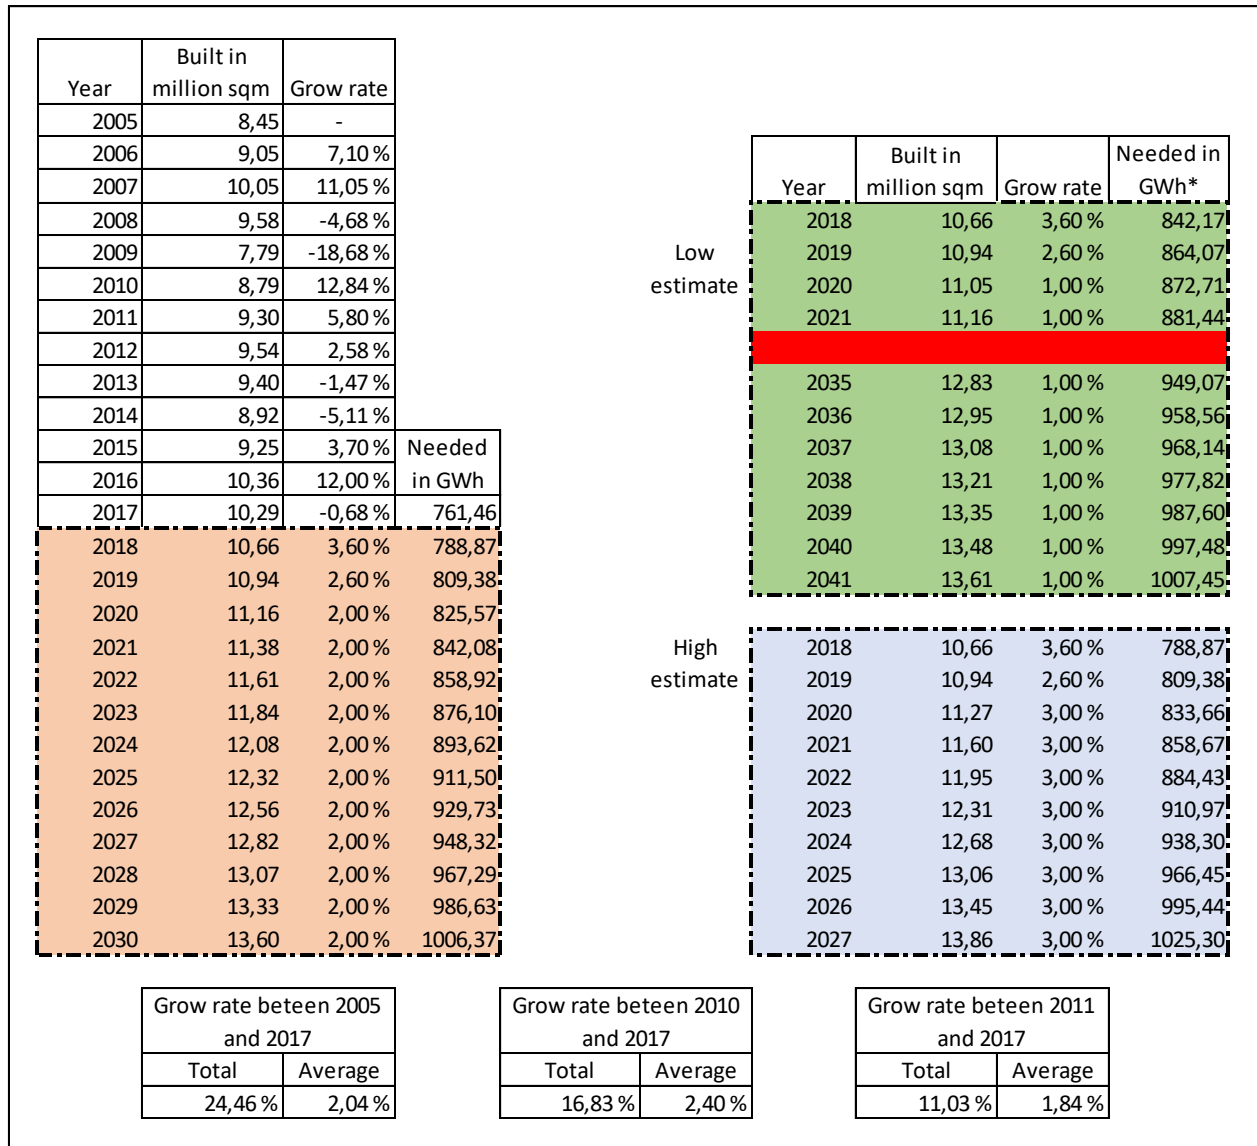 Built in
Year million sqm Grow rate
2005 8,45 -
2006 9,05 7,10 %
2007 10,05 11,05 %
2008 9,58 -4,68 %
2009 7,79 -18,68 %
2010 8,79 12,84 %
2011 9,30 5,80 %
2012 9,54 2,58 %
2013 9,40 -1,47 %
2014 8,92 -5,11 %
2015 9,25 3,70 % Needed
2016 10,36 12,00 % in GWh
2017 10,29 -0,68 % 761,46
2018 10,66 3,60 % 788,87
2019 10,94 2,60 % 809,38
2020 11,16 2,00 % 825,57
2021 11,38 2,00 % 842,08
2022 11,61 2,00 % 858,92
2023 11,84 2,00 % 876,10
2024 12,08 2,00 % 893,62
2025 12,32 2,00 % 911,50
2026 12,56 2,00 % 929,73
2027 12,82 2,00 % 948,32
2028 13,07 2,00 % 967,29
2029 13,33 2,00 % 986,63
2030 13,60 2,00 % 1006,37
Built in Needed in
Year million sqm Grow rate GWh*
2018 10,66 3,60 % 842,17
Low 2019 10,94 2,60 % 864,07
estimate 2020 11,05 1,00 % 872,71
2021 11,16 1,00 % 881,44
2035 12,83 1,00 % 949,07
2036 12,95 1,00 % 958,56
2037 13,08 1,00 % 968,14
2038 13,21 1,00 % 977,82
2039 13,35 1,00 % 987,60
2040 13,48 1,00 % 997,48
2041 13,61 1,00 % 1007,45
High 2018 10,66 3,60 % 788,87
estimate 2019 10,94 2,60 % 809,38
2020 11,27 3,00 % 833,66
2021 11,60 3,00 % 858,67
2022 11,95 3,00 % 884,43
2023 12,31 3,00 % 910,97
2024 12,68 3,00 % 938,30
2025 13,06 3,00 % 966,45
2026 13,45 3,00 % 995,44
2027 13,86 3,00 % 1025,30
Grow rate beteen 2005
and 2017
Total Average
24,46 % 2,04 %
Grow rate beteen 2010
and 2017
Total Average
16,83 % 2,40 %
Grow rate beteen 2011
and 2017
Total Average
11,03 % 1,84 %